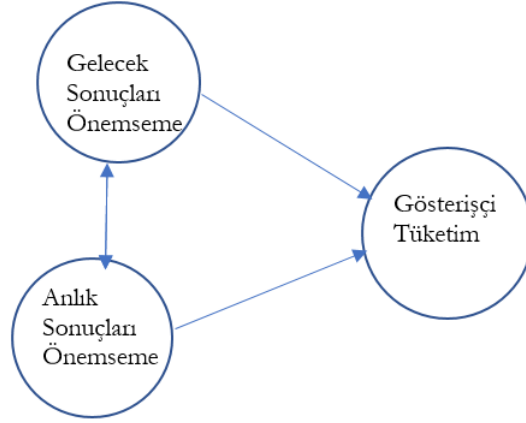 Gelecek
Sonuçları
Önemseme
Gösterişçi
Tüketim
Anlık
Sonuçları
Önemseme